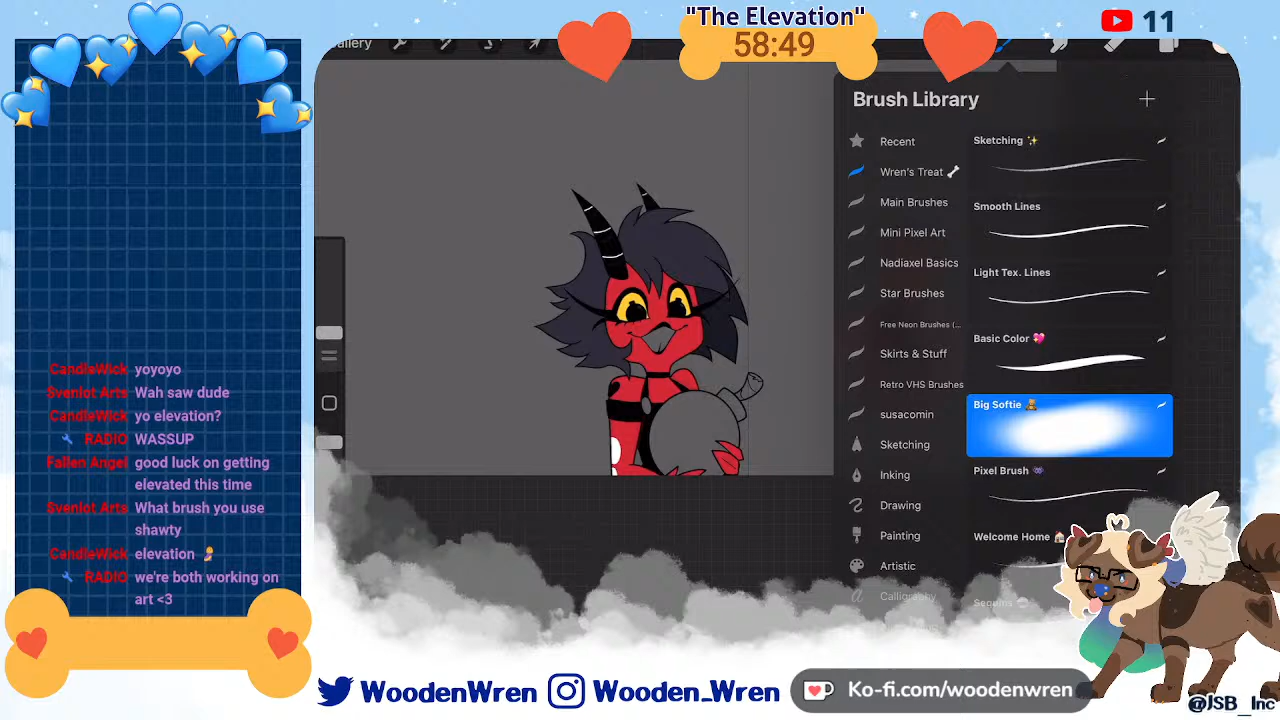 "The Elevation"
58:49
11
allery
Brush Library
Recent
Wren's Treat 🦴
Main Brushes
Mini Pixel Art
Nadiaxel Basics
Star Brushes
Free Neon Brushes (...
Skirts & Stuff
Retro VHS Brushes
susacomin
Sketching
Inking
Drawing
Painting
Artistic
Calligraphy
Sketching ✨
Smooth Lines
Light Tex. Lines
Basic Color 💖
Big Softie 🧸
Pixel Brush 👾
Welcome Home 🏠
Sequins
CandleWick yoyoyo
Svenlot Arts Wah saw dude
CandleWick yo elevation?
RADIO WASSUP
Fallen Angel good luck on getting
elevated this time
Svenlot Arts What brush you use
shawty
CandleWick elevation
RADIO we're both working on
art <3
WoodenWren
Wooden_Wren
Ko-fi.com/woodenwren
@JSB_Inc